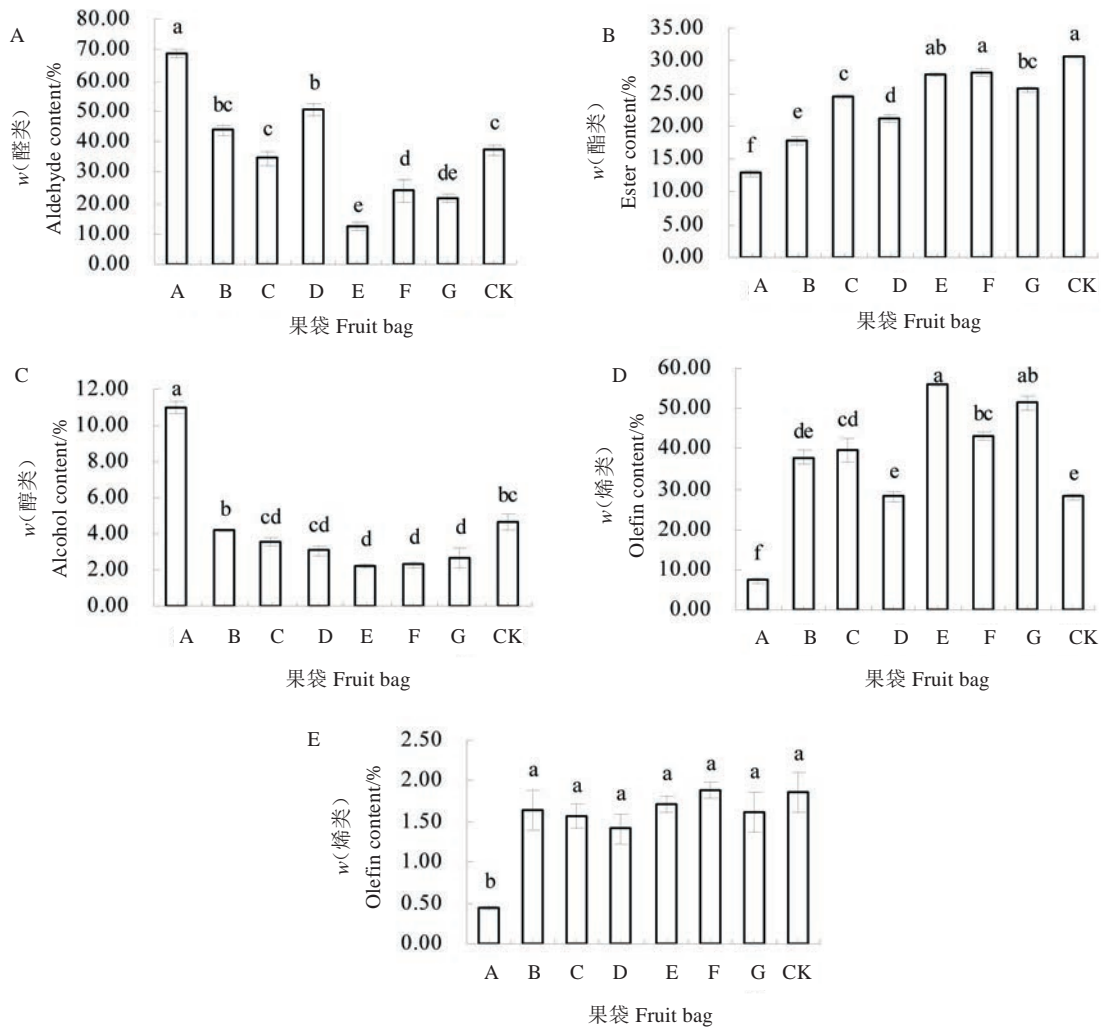 A
w(醛类)
Aldehyde content/%
80.00
70.00
60.00
50.00
40.00
30.00
20.00
10.00
0.00
a
bc
c
b
e
d
de
c
A B C D E F G CK
果袋 Fruit bag
B
w(酯类)
Ester content/%
35.00
30.00
25.00
20.00
15.00
10.00
5.00
0.00
f
e
c
d
ab
a
bc
a
A B C D E F G CK
果袋 Fruit bag
C
w(醇类)
Alcohol content/%
12.00
10.00
8.00
6.00
4.00
2.00
0.00
a
b
cd
cd
d
d
d
bc
A B C D E F G CK
果袋 Fruit bag
D
w(烯类)
Olefin content/%
60.00
50.00
40.00
30.00
20.00
10.00
0.00
f
de
cd
e
a
bc
ab
e
A B C D E F G CK
果袋 Fruit bag
E
w(烯类)
Olefin content/%
2.50
2.00
1.50
1.00
0.50
0.00
b
a
a
a
a
a
a
a
A B C D E F G CK
果袋 Fruit bag